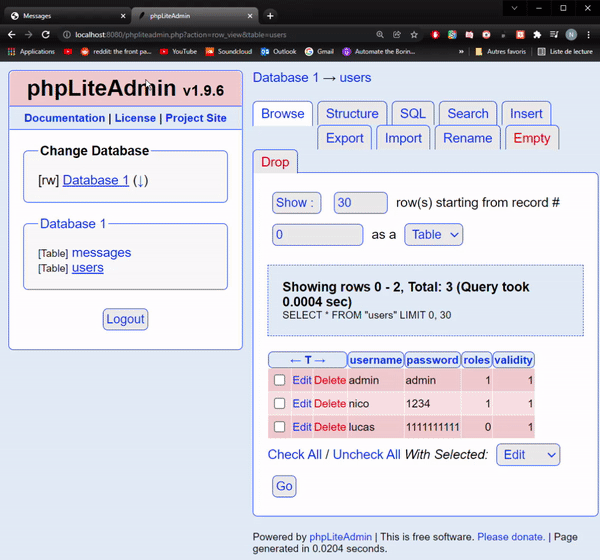 Messages
phpLiteAdmin
localhost:8080/phpliteadmin.php?action=row_view&table=users
Applications
reddit: the front pa...
YouTube
Soundcloud
Outlook
Gmail
Automate the Borin...
»
Autres favoris
Liste de lecture
phpLiteAdmin v1.9.6
Documentation | License | Project Site
Change Database
[rw] Database 1 (↓)
Database 1
[Table] messages
[Table] users
Logout
Database 1 → users
Browse Structure SQL Search Insert
Export Import Rename Empty
Drop
Show : 30 row(s) starting from record #
0 as a Table
Showing rows 0 - 2, Total: 3 (Query took
0.0004 sec)
SELECT * FROM "users" LIMIT 0, 30
← T → username password roles validity
Edit Delete admin admin 1 1
Edit Delete nico 1234 1 1
Edit Delete lucas 1111111111 0 1
Check All / Uncheck All With Selected: Edit
Go
Powered by phpLiteAdmin | This is free software. Please donate. | Page
generated in 0.0204 seconds.
N